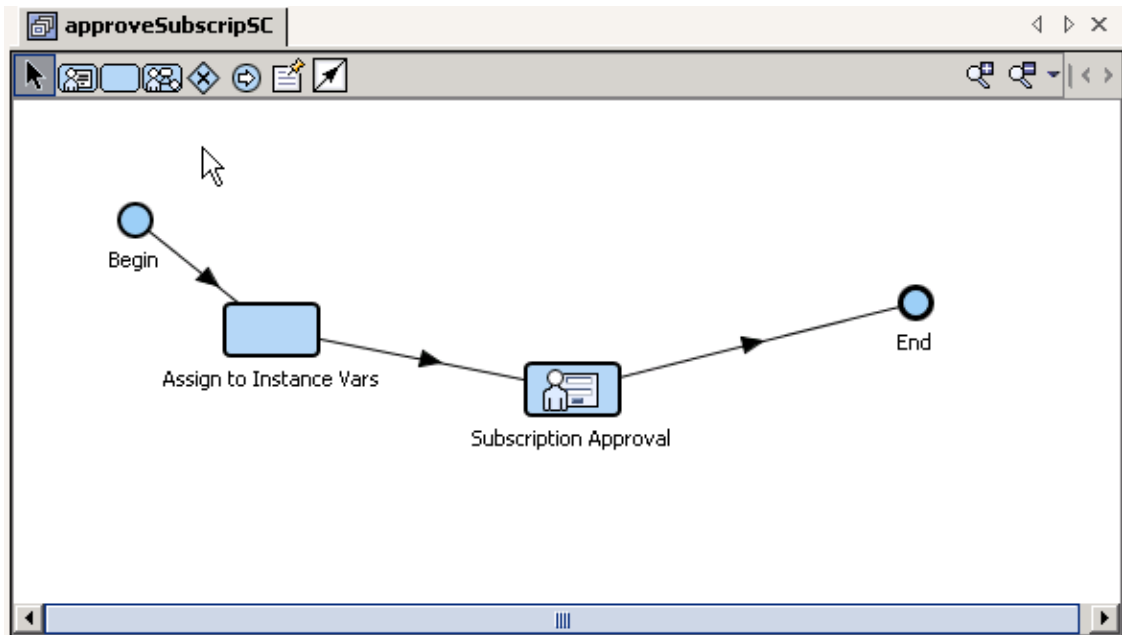 approveSubscripSC
Begin
End
Assign to Instance Vars
Subscription Approval